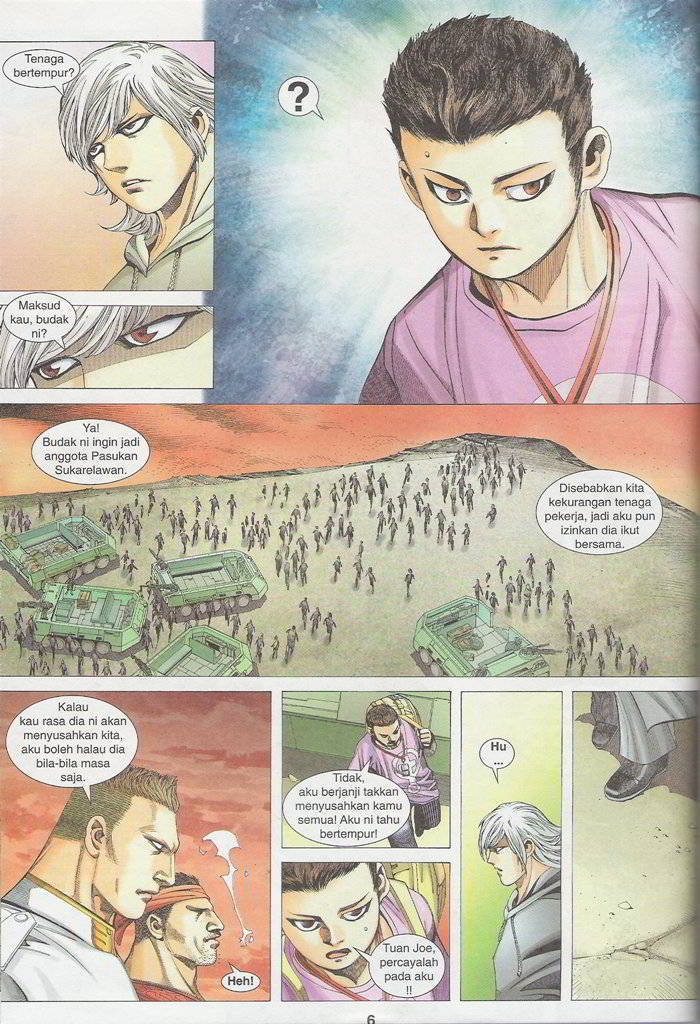 Tenaga
bertempur?
?
Maksud
kau, budak
ni?
Ya!
Budak ni ingin jadi
anggota Pasukan
Sukarelawan.
Disebabkan kita
kekurangan tenaga
pekerja, jadi aku pun
izinkan dia ikut
bersama.
Kalau
kau rasa dia ni akan
menyusahkan kita,
aku boleh halau dia
bila-bila masa
saja.
Heh!
Tidak,
aku berjanji takkan
menyusahkan kamu
semua! Aku ni tahu
bertempur!
Tuan Joe,
percayalah
pada aku
!!
Hu
...
6